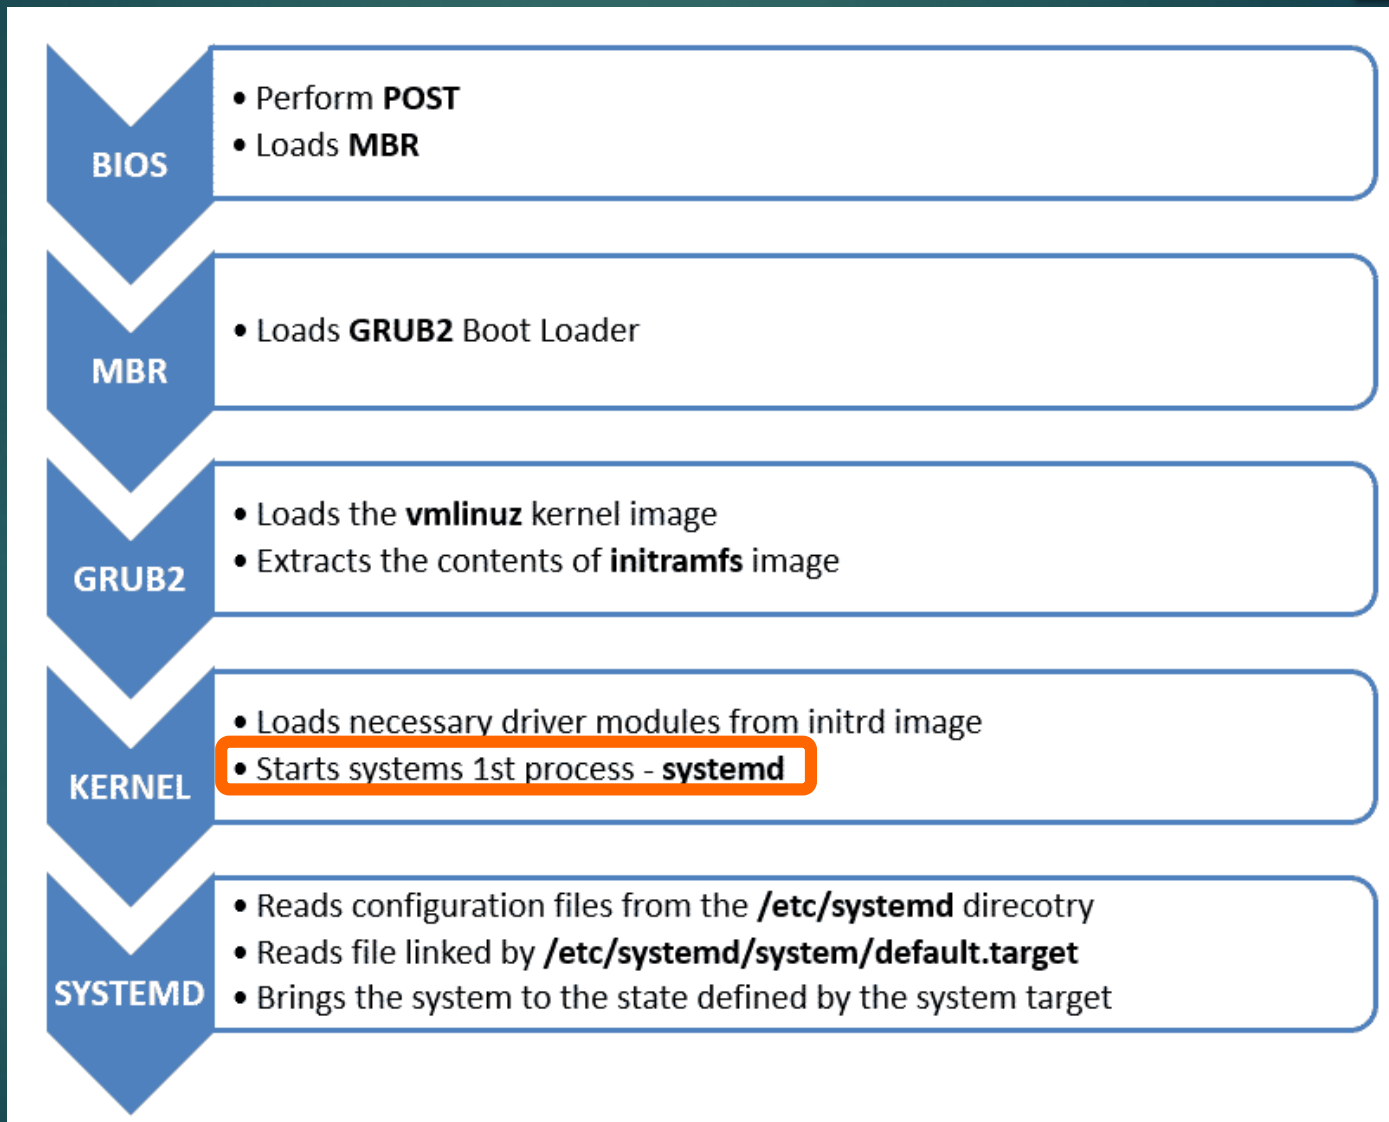 BIOS
• Perform POST
• Loads MBR
MBR
• Loads GRUB2 Boot Loader
GRUB2
• Loads the vmlinuz kernel image
• Extracts the contents of initramfs image
KERNEL
• Loads necessary driver modules from initrd image
• Starts systems 1st process - systemd
SYSTEMD
• Reads configuration files from the /etc/systemd direcotry
• Reads file linked by /etc/systemd/system/default.target
• Brings the system to the state defined by the system target